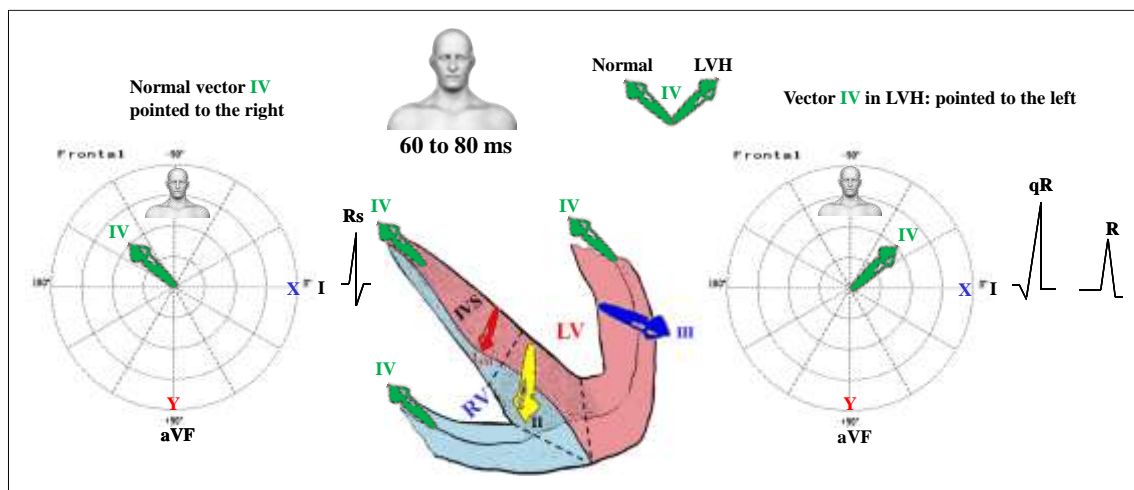 Normal vector IV
pointed to the right
60 to 80 ms
Normal
LVH
IV
Vector IV in LVH: pointed to the left
Frontal
-90°
IV
X
I
Y
+90°
aVF
Rs
IV
IV
IV
IVS
LV
III
RV
II
Frontal
-90°
IV
X
0°
I
Y
+90°
aVF
qR
R